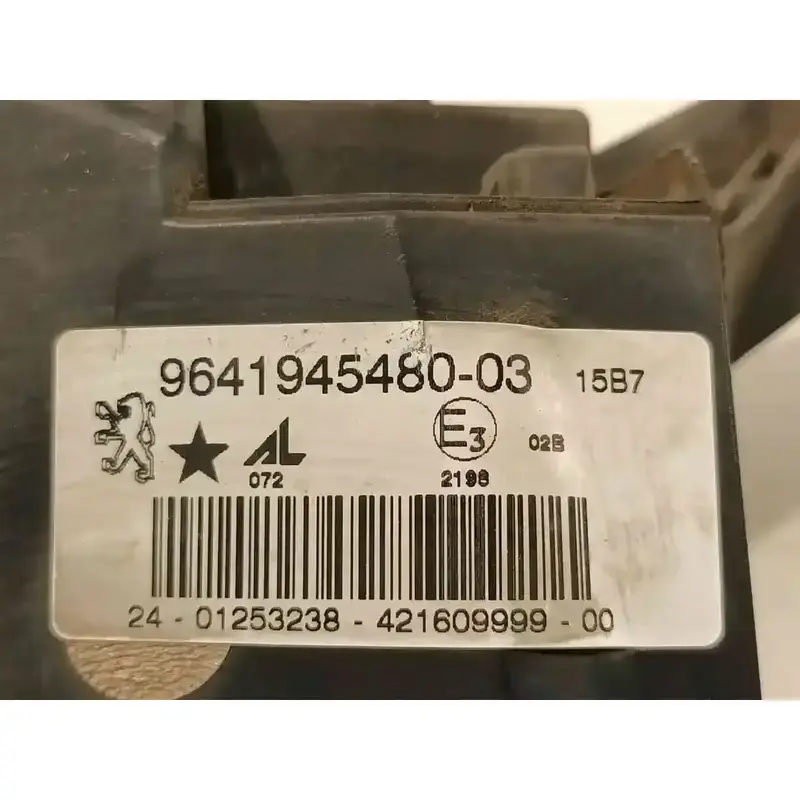 9641945480-03 15B7
AL E3 02B
072 2198
24 - 01253238 - 421609999 - 00